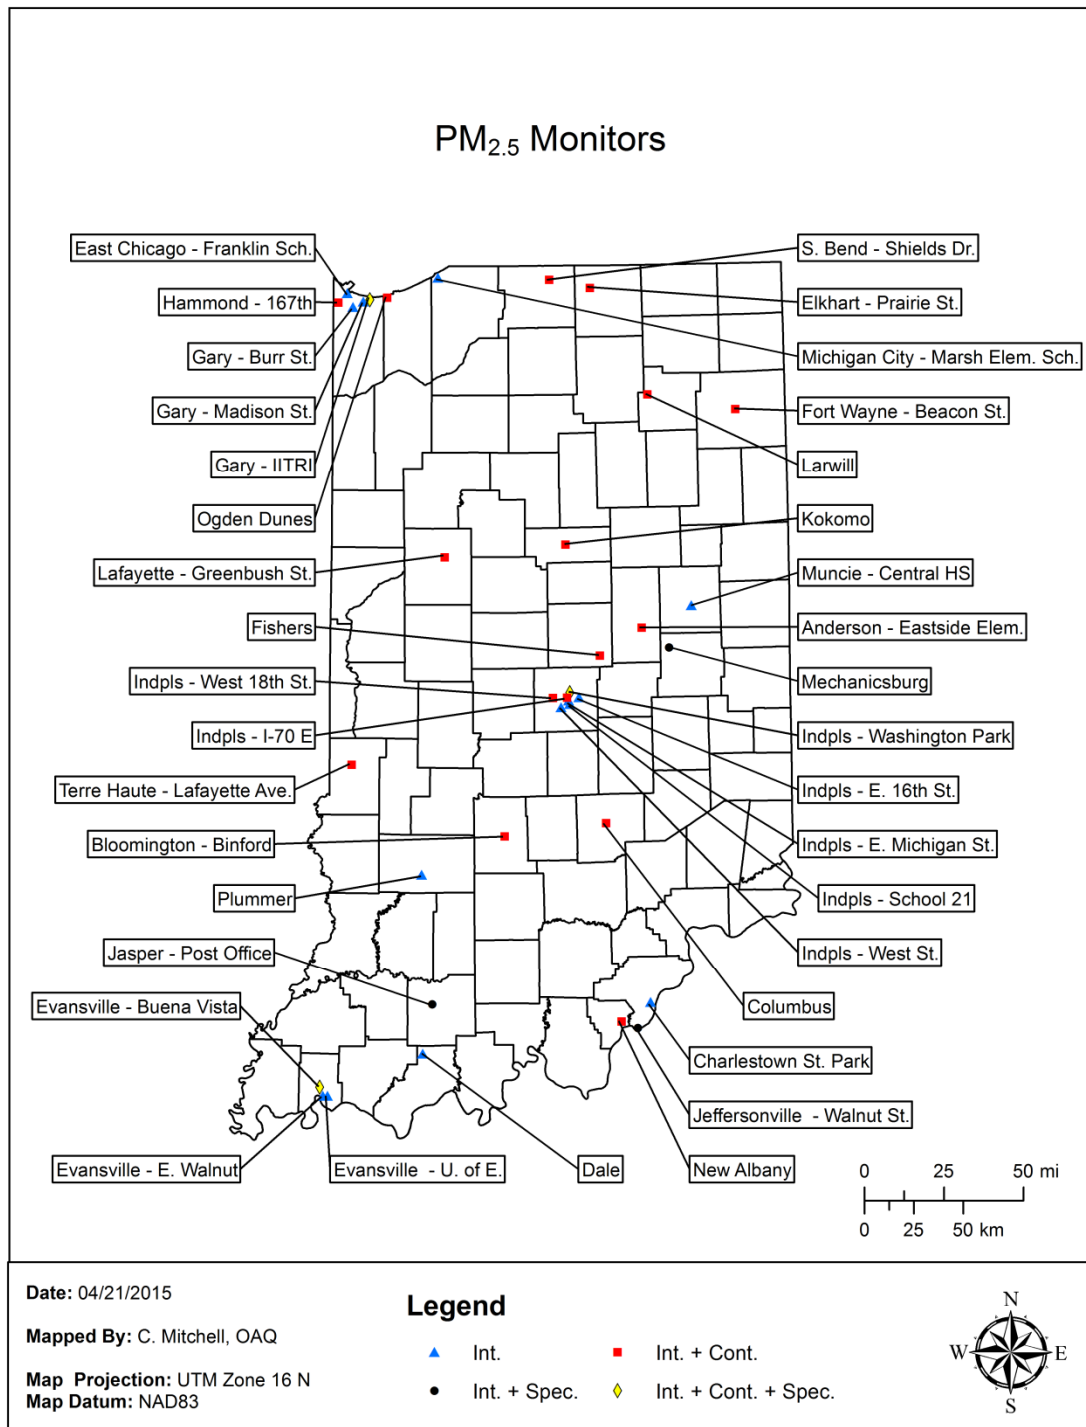 PM2.5 Monitors
East Chicago - Franklin Sch.
Hammond - 167th
Gary - Burr St.
Gary - Madison St.
Gary - IITRI
Ogden Dunes
Lafayette - Greenbush St.
Fishers
Indpls - West 18th St.
Indpls - I-70 E
Terre Haute - Lafayette Ave.
Bloomington - Binford
Plummer
Jasper - Post Office
Evansville - Buena Vista
Evansville - E. Walnut
Evansville - U. of E.
Dale
New Albany
S. Bend - Shields Dr.
Elkhart - Prairie St.
Michigan City - Marsh Elem. Sch.
Fort Wayne - Beacon St.
Larwill
Kokomo
Muncie - Central HS
Anderson - Eastside Elem.
Mechanicsburg
Indpls - Washington Park
Indpls - E. 16th St.
Indpls - E. Michigan St.
Indpls - School 21
Indpls - West St.
Columbus
Charlestown St. Park
Jeffersonville - Walnut St.
0 25 50 mi
0 25 50 km
Date: 04/21/2015
Mapped By: C. Mitchell, OAQ
Map Projection: UTM Zone 16 N
Map Datum: NAD83
Legend
Int.
Int. + Cont.
Int. + Spec.
Int. + Cont. + Spec.
N
W E
S